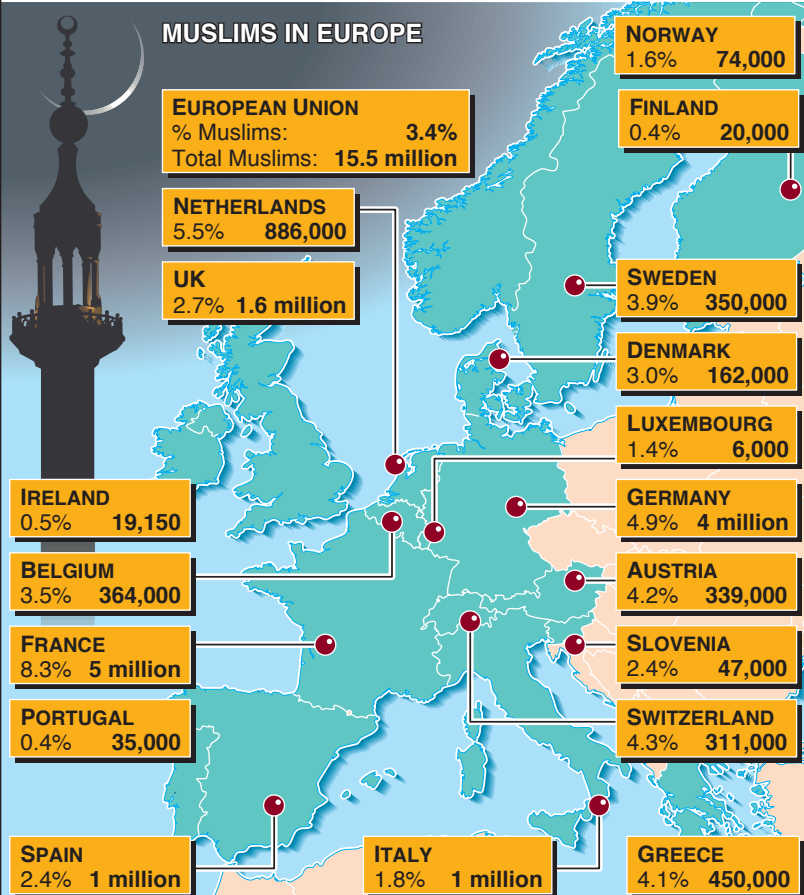 MUSLIMS IN EUROPE
EUROPEAN UNION
% Muslims: 3.4%
Total Muslims: 15.5 million
NETHERLANDS
5.5% 886,000
UK
2.7% 1.6 million
IRELAND
0.5% 19,150
BELGIUM
3.5% 364,000
FRANCE
8.3% 5 million
PORTUGAL
0.4% 35,000
SPAIN
2.4% 1 million
ITALY
1.8% 1 million
NORWAY
1.6% 74,000
FINLAND
0.4% 20,000
SWEDEN
3.9% 350,000
DENMARK
3.0% 162,000
LUXEMBOURG
1.4% 6,000
GERMANY
4.9% 4 million
AUSTRIA
4.2% 339,000
SLOVENIA
2.4% 47,000
SWITZERLAND
4.3% 311,000
GREECE
4.1% 450,000